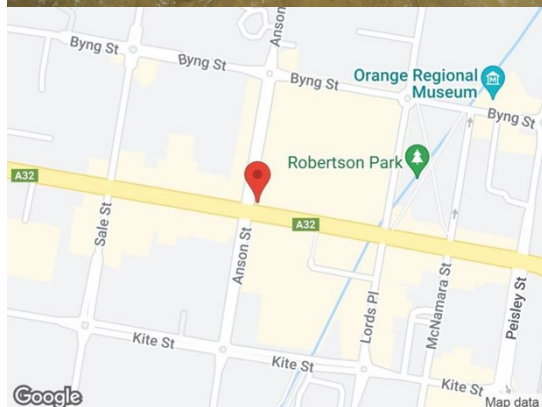 Anson
Byng St
Byng St
Byng St
Orange Regional
Museum
Byng St
Robertson Park
A32
A32
Sale St
Anson St
Lords Pl
McNamara St
Peisley St
Kite St
Kite St
Kite St
Google
Map data